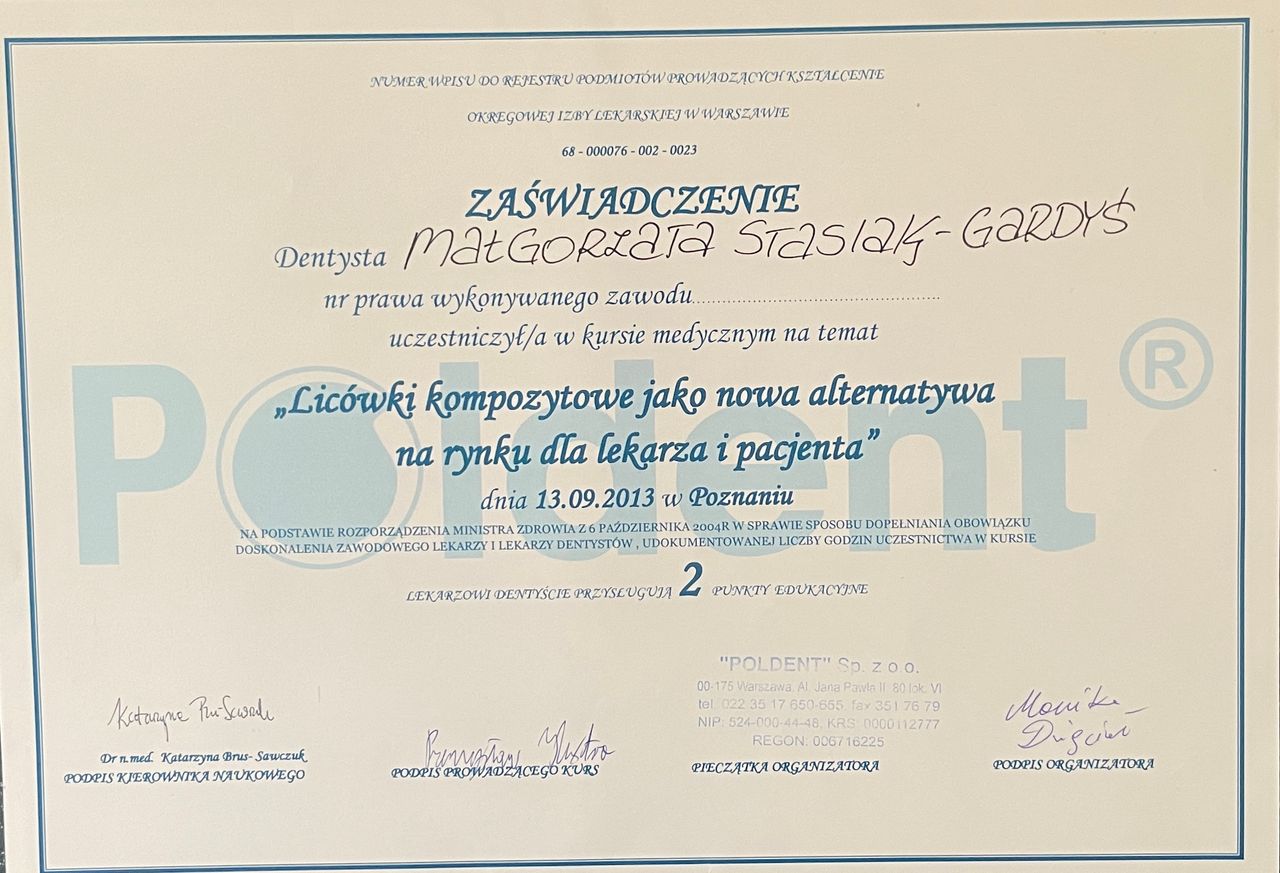 NUMER WPISU DO REJESTRU PODMIOTÓW PROWADZĄCYCH KSZTAŁCENIE
OKRĘGOWEJ IZBY LEKARSKIEJ W WARSZAWIE
68 - 000076 - 002 - 0023
ZAŚWIADCZENIE
Dentysta MAŁGORZATA STASIAK-GARDYŚ
nr prawa wykonywanego zawodu..............................................
uczestniczył/a w kursie medycznym na temat
Poldent®
„Licówki kompozytowe jako nowa alternatywa
na rynku dla lekarza i pacjenta”
dnia 13.09.2013 w Poznaniu
NA PODSTAWIE ROZPORZĄDZENIA MINISTRA ZDROWIA Z 6 PAŹDZIERNIKA 2004R W SPRAWIE SPOSOBU DOPEŁNIANIA OBOWIĄZKU
DOSKONALENIA ZAWODOWEGO LEKARZY I LEKARZY DENTYSTÓW , UDOKUMENTOWANEJ LICZBY GODZIN UCZESTNICTWA W KURSIE
LEKARZOWI DENTYŚCIE PRZYSŁUGUJĄ 2 PUNKTY EDUKACYJNE
"POLDENT" Sp. z o.o.
00-175 Warszawa, Al. Jana Pawła II 80 lok. VI
tel. 022 35 17 650-655, fax 351 76 79
NIP: 524-000-44-48, KRS: 0000112777
REGON: 006716225
Katarzyna
Monika
Dr n.med. Katarzyna Brus- Sawczuk
PODPIS KIEROWNIKA NAUKOWEGO
PODPIS PROWADZĄCEGO KURS
PIECZĄTKA ORGANIZATORA
PODPIS ORGANIZATORA